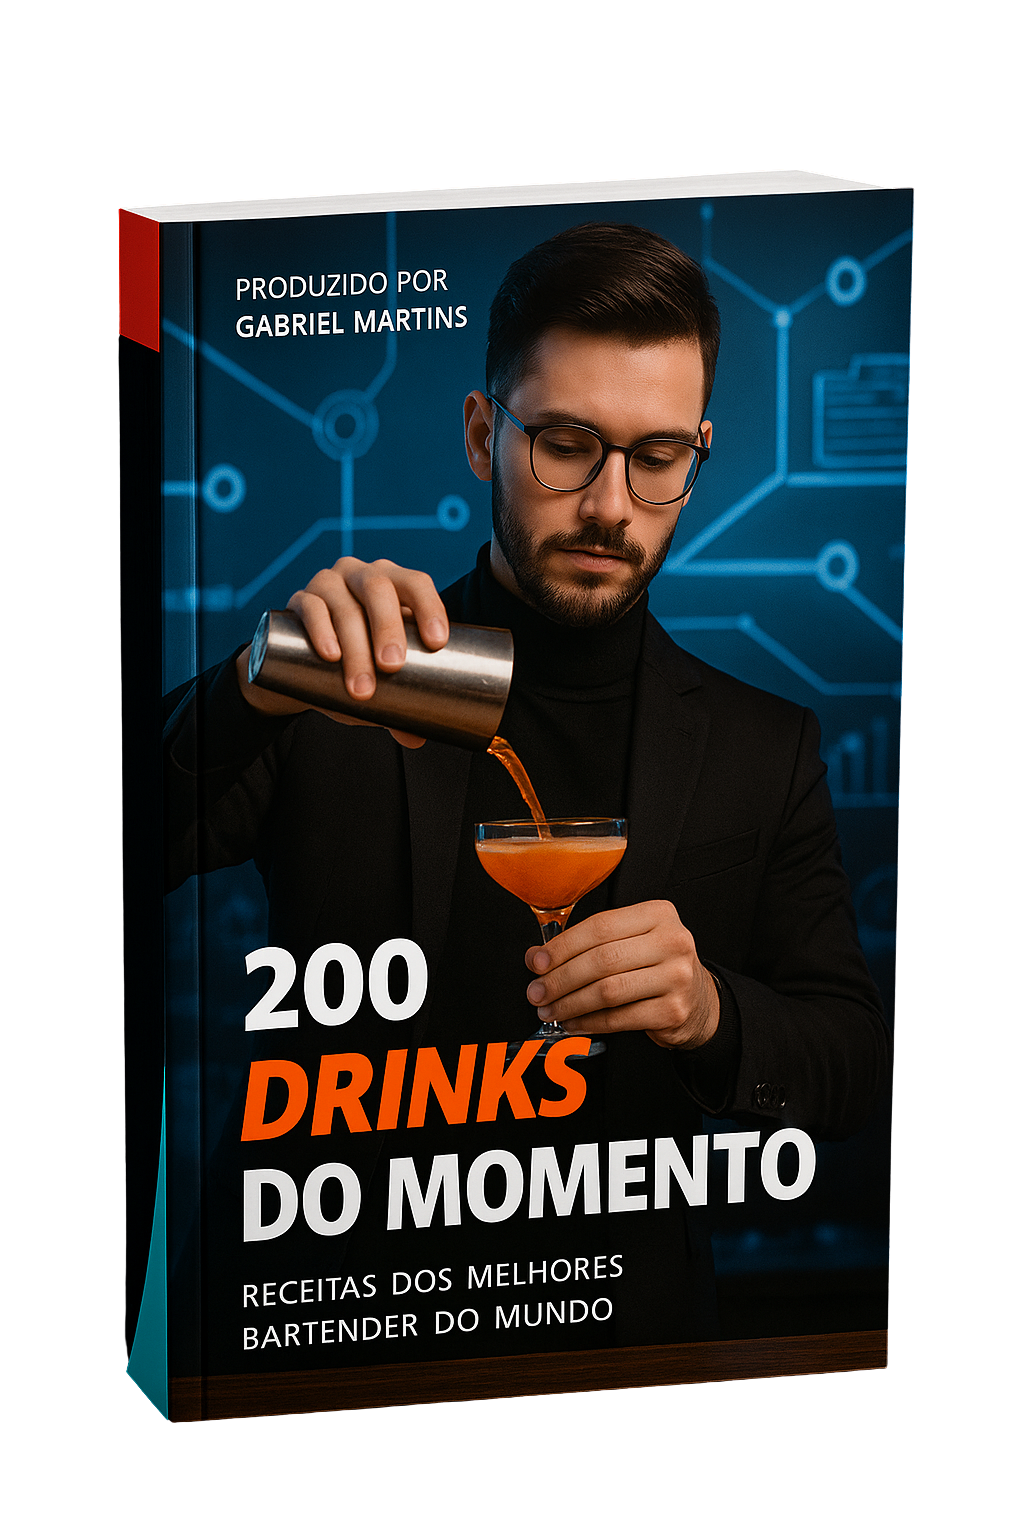 PRODUZIDO POR
GABRIEL MARTINS
200
DRINKS
DO MOMENTO
RECEITAS DOS MELHORES
BARTENDER DO MUNDO